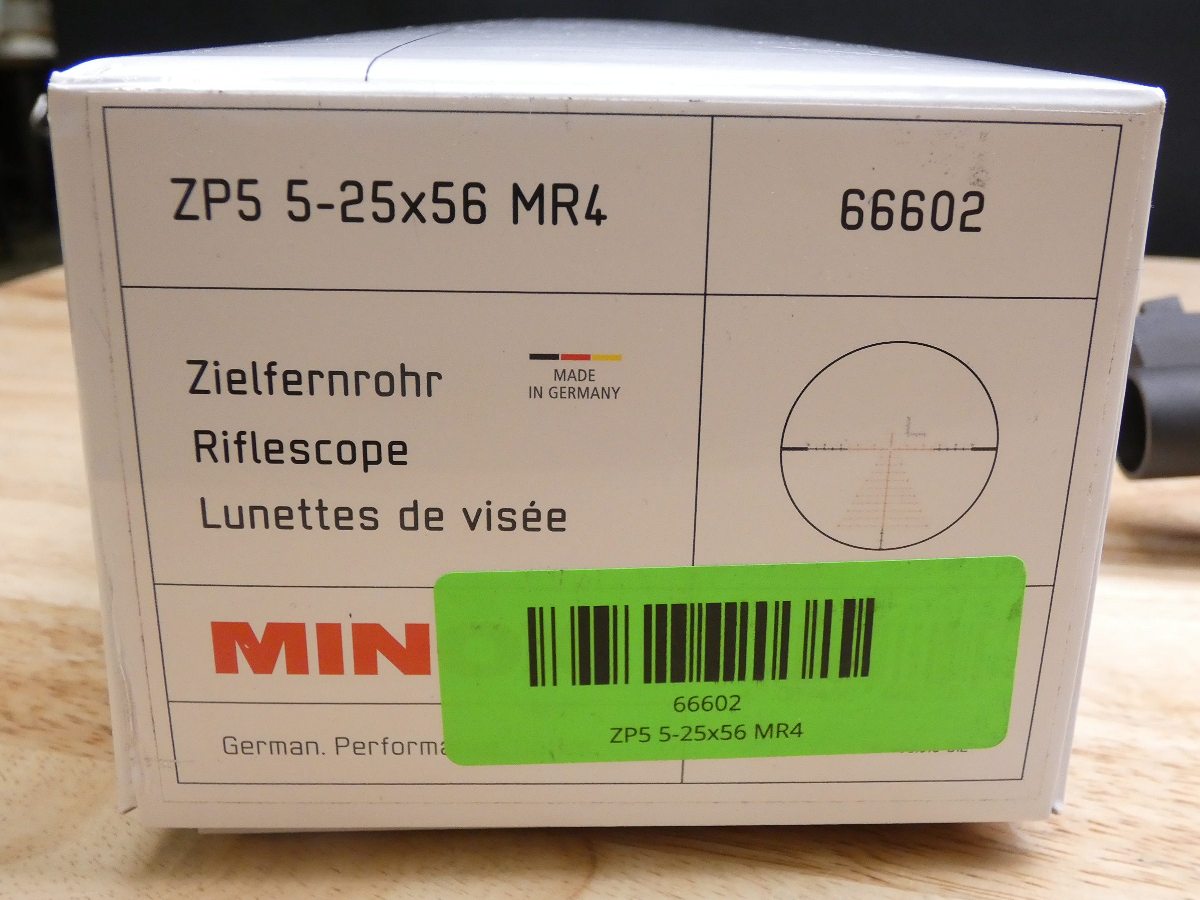 ZP5 5-25x56 MR4
66602
Zielfernrohr
MADE
IN GERMANY
Riflescope
Lunettes de visée
MIN
German. Performa
66602
ZP5 5-25x56 MR4